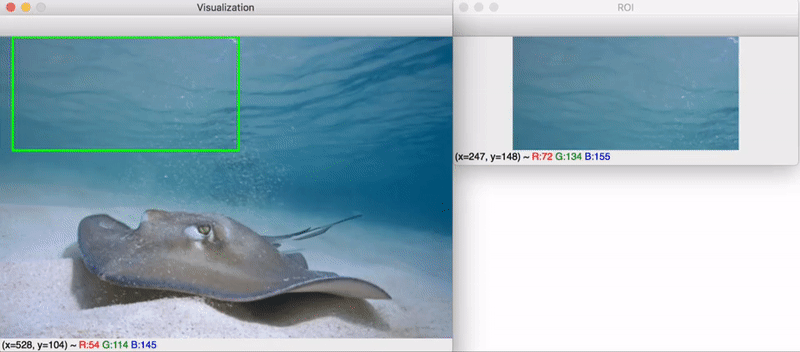 Visualization
ROI
(x=247, y=148) ~ R:72 G:134 B:155
(x=528, y=104) ~ R:54 G:114 B:145